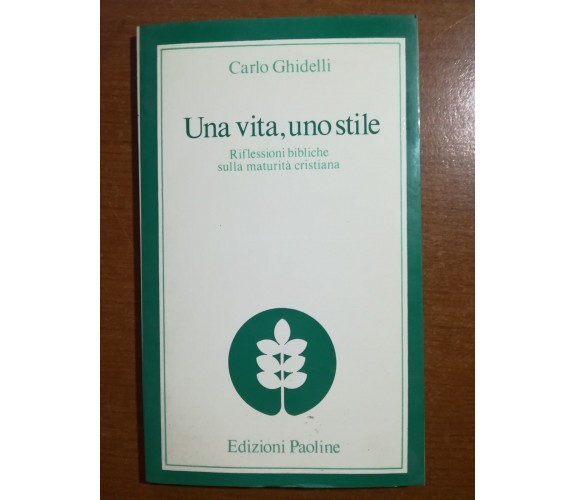 Carlo Ghidelli
Una vita, uno stile
Riflessioni bibliche
sulla maturità cristiana
Edizioni Paoline